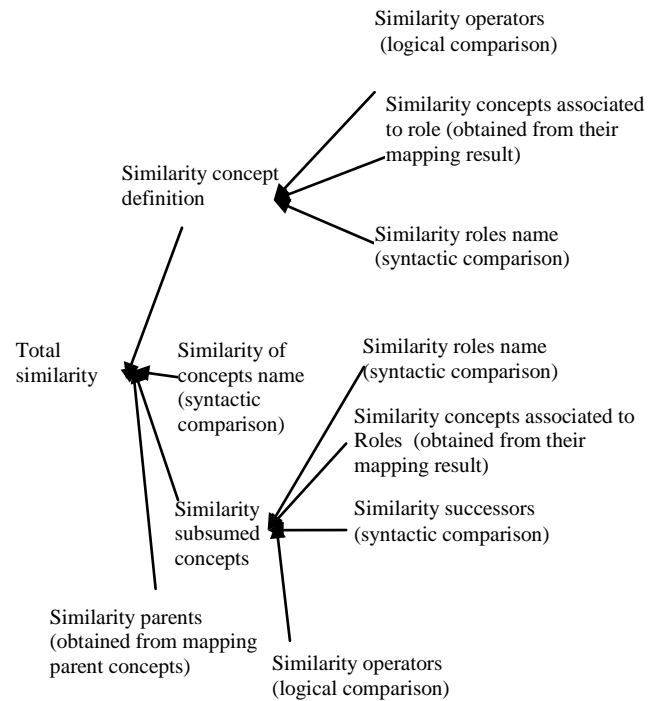 Similarity operators
(logical comparison)
Similarity concepts associated
to role (obtained from their
mapping result)
Similarity concept
definition
Similarity roles name
(syntactic comparison)
Total
similarity
Similarity of
concepts name
(syntactic
comparison)
Similarity roles name
(syntactic comparison)
Similarity concepts associated to
Roles (obtained from their
mapping result)
Similarity successors
(syntactic comparison)
Similarity
subsumed
concepts
Similarity parents
(obtained from mapping
parent concepts)
Similarity operators
(logical comparison)